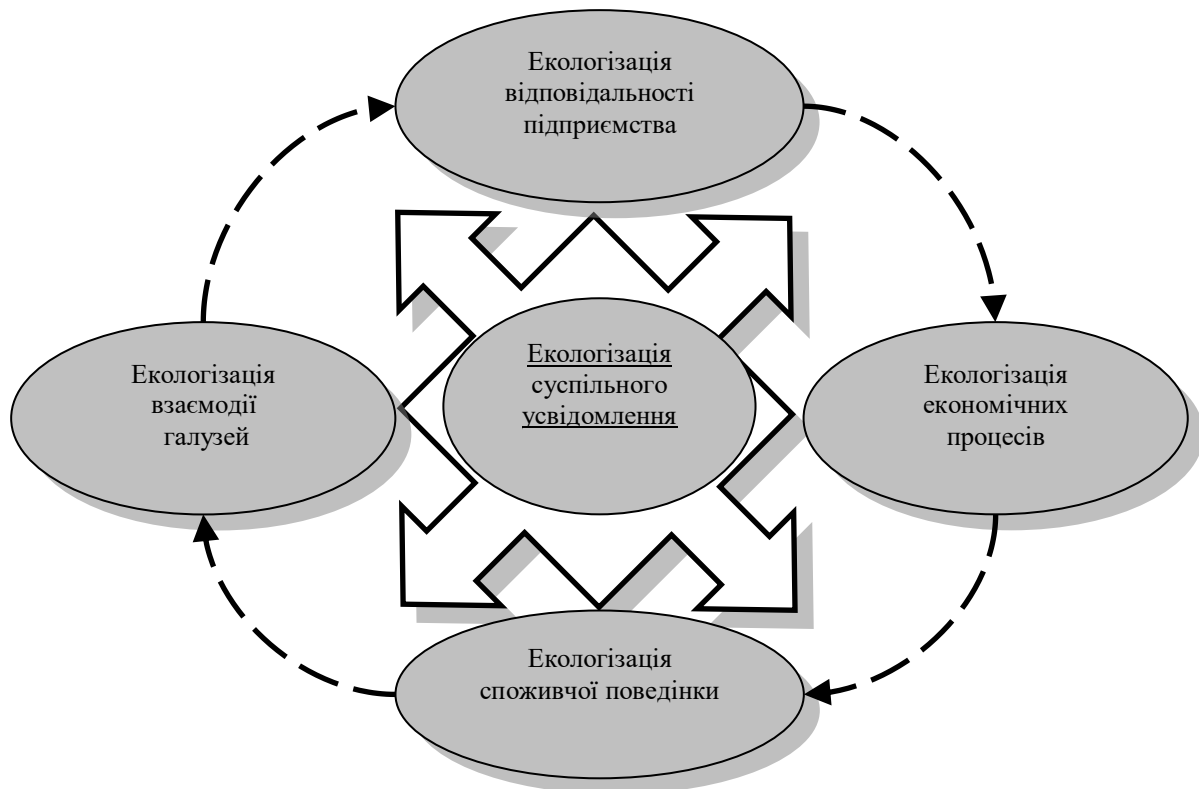 Екологізація
відповідальності
підприємства
Екологізація
взаємодії
галузей
Екологізація
суспільного
усвідомлення
Екологізація
економічних
процесів
Екологізація
споживчої поведінки